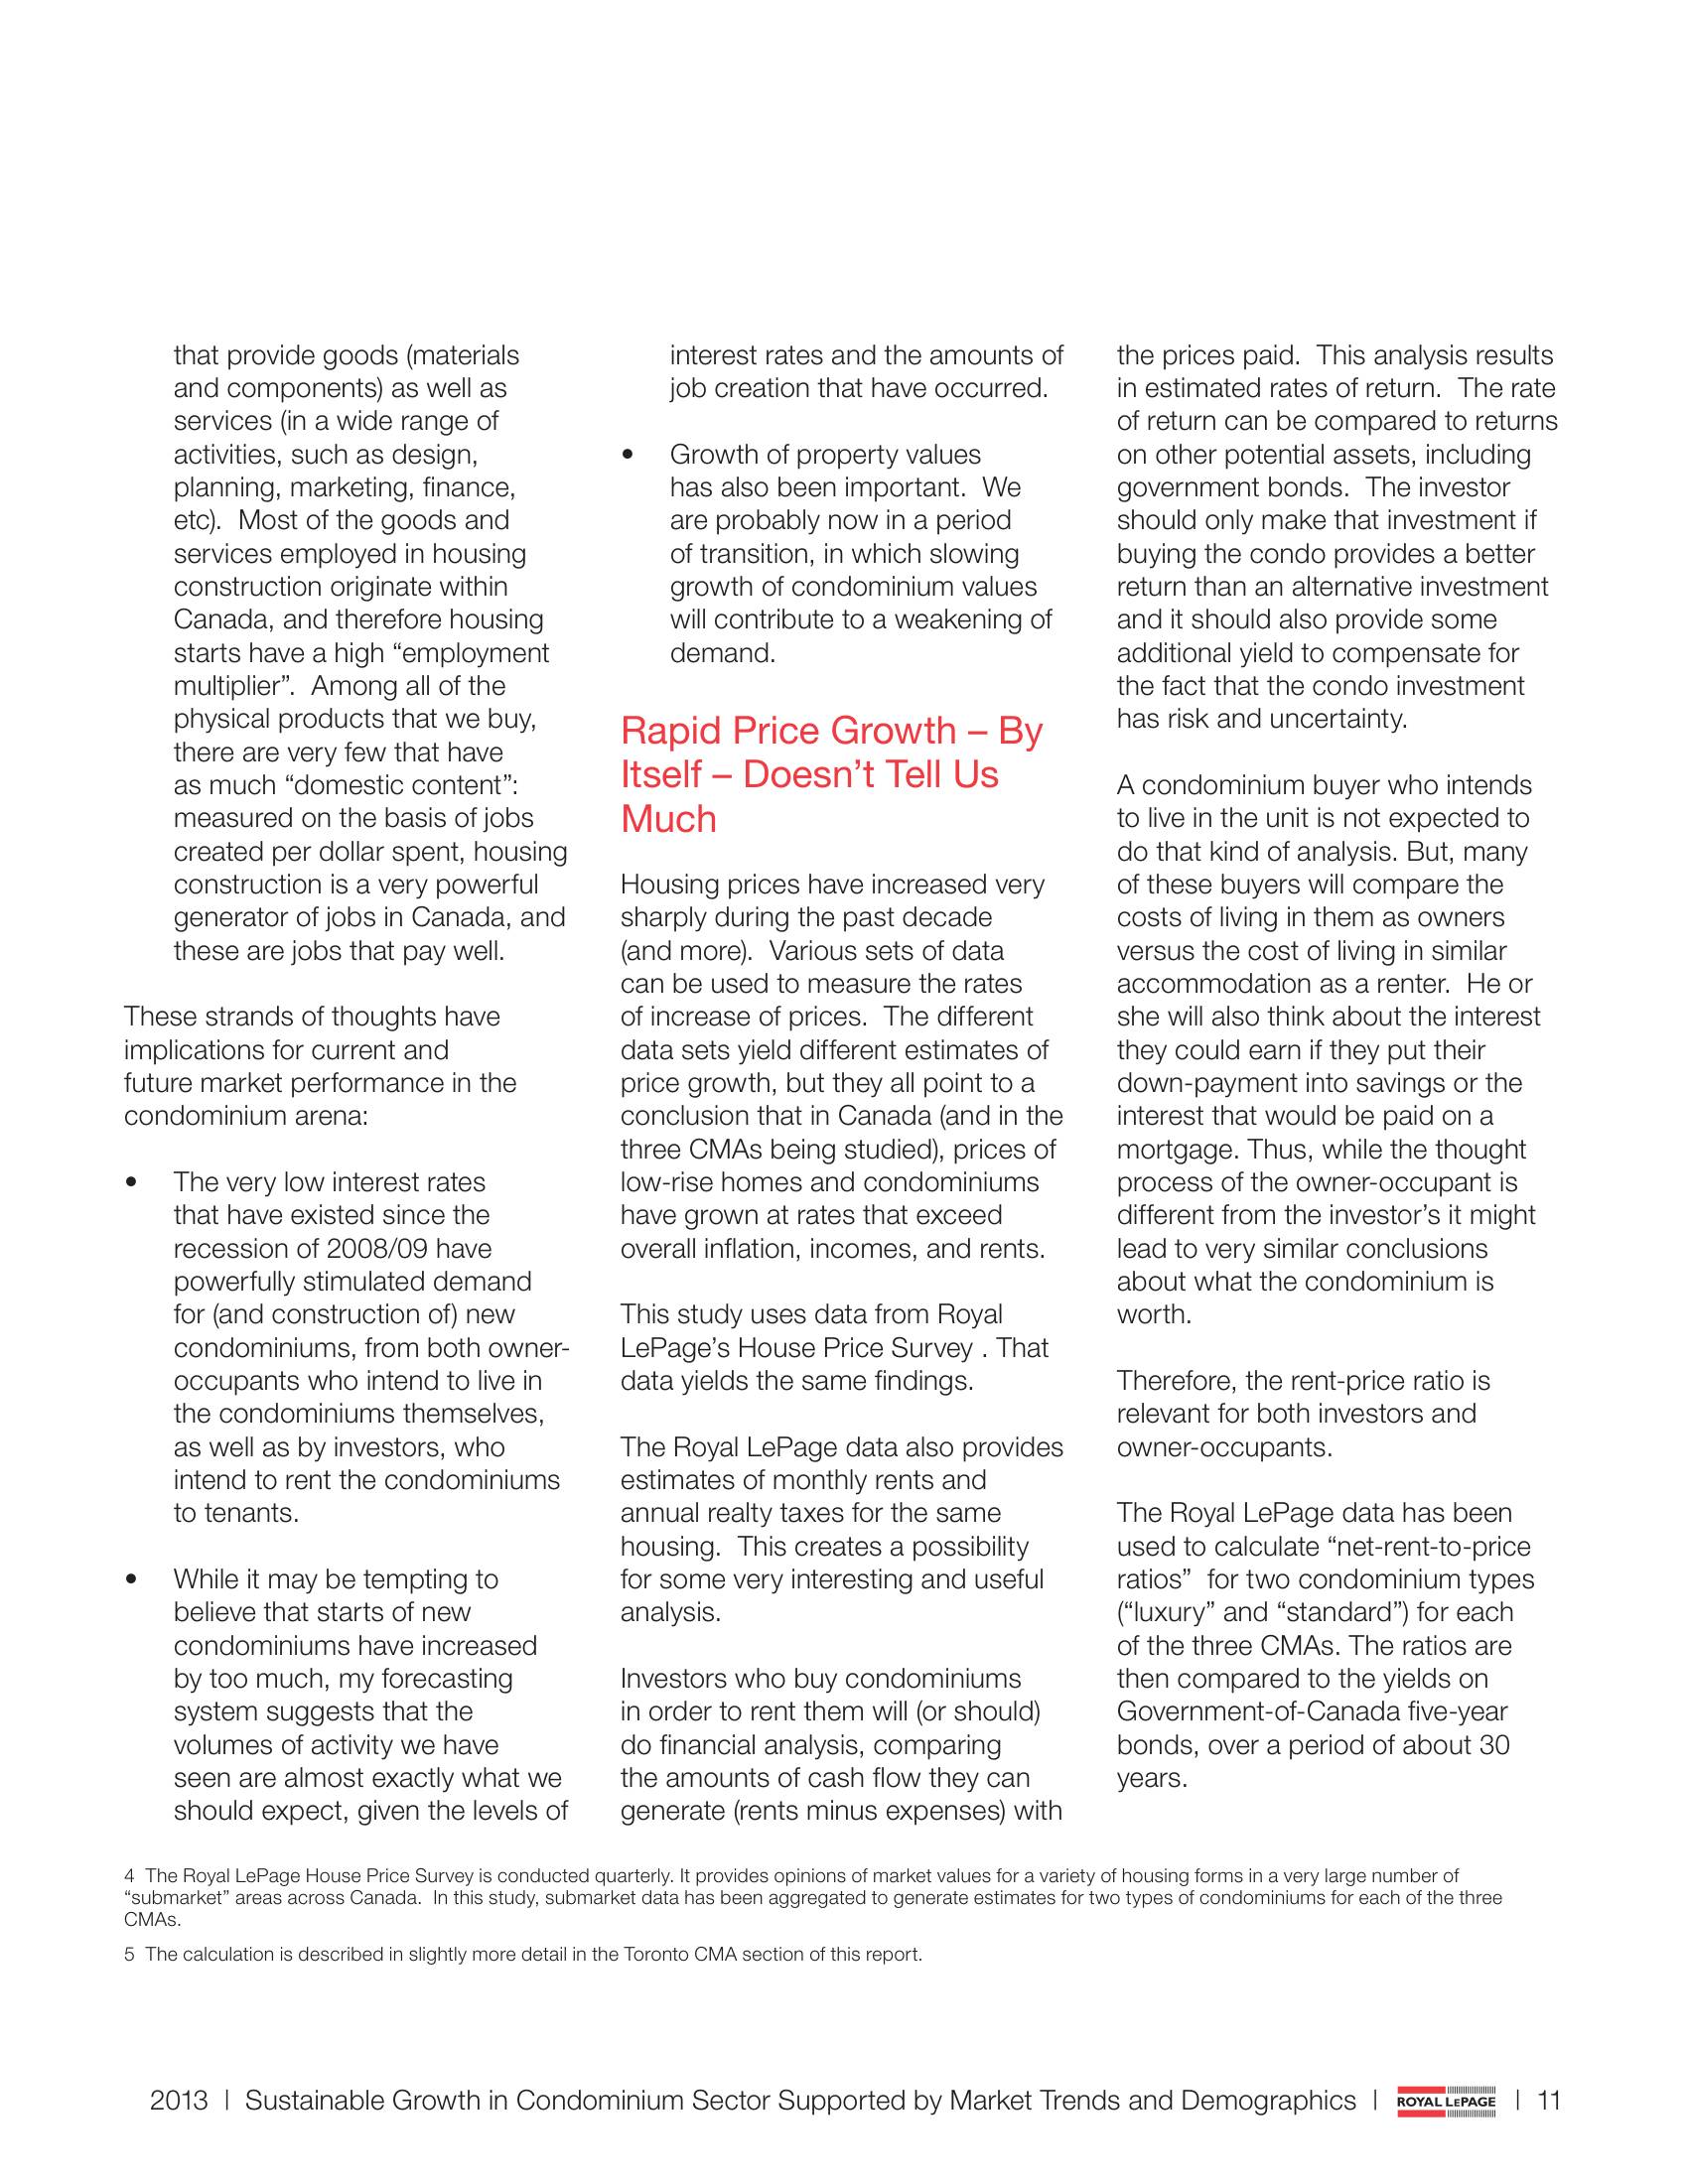 that provide goods (materials
and components) as well as
services (in a wide range of
activities, such as design,
planning, marketing, finance,
etc).  Most of the goods and
services employed in housing
construction originate within
Canada, and therefore housing
starts have a high “employment
multiplier”.  Among all of the
physical products that we buy,
there are very few that have
as much “domestic content”:
measured on the basis of jobs
created per dollar spent, housing
construction is a very powerful
generator of jobs in Canada, and
these are jobs that pay well.
These strands of thoughts have
implications for current and
future market performance in the
condominium arena:
• The very low interest rates
that have existed since the
recession of 2008/09 have
powerfully stimulated demand
for (and construction of) new
condominiums, from both owner-
occupants who intend to live in
the condominiums themselves,
as well as by investors, who
intend to rent the condominiums
to tenants.
• While it may be tempting to
believe that starts of new
condominiums have increased
by too much, my forecasting
system suggests that the
volumes of activity we have
seen are almost exactly what we
should expect, given the levels of
interest rates and the amounts of
job creation that have occurred.
• Growth of property values
has also been important.  We
are probably now in a period
of transition, in which slowing
growth of condominium values
will contribute to a weakening of
demand.
Rapid Price Growth – By
Itself – Doesn’t Tell Us
Much
Housing prices have increased very
sharply during the past decade
(and more).  Various sets of data
can be used to measure the rates
of increase of prices.  The different
data sets yield different estimates of
price growth, but they all point to a
conclusion that in Canada (and in the
three CMAs being studied), prices of
low-rise homes and condominiums
have grown at rates that exceed
overall inflation, incomes, and rents.
This study uses data from Royal
LePage’s House Price Survey . That
data yields the same findings.
The Royal LePage data also provides
estimates of monthly rents and
annual realty taxes for the same
housing.  This creates a possibility
for some very interesting and useful
analysis.
Investors who buy condominiums
in order to rent them will (or should)
do financial analysis, comparing
the amounts of cash flow they can
generate (rents minus expenses) with
the prices paid.  This analysis results
in estimated rates of return.  The rate
of return can be compared to returns
on other potential assets, including
government bonds.  The investor
should only make that investment if
buying the condo provides a better
return than an alternative investment
and it should also provide some
additional yield to compensate for
the fact that the condo investment
has risk and uncertainty.
A condominium buyer who intends
to live in the unit is not expected to
do that kind of analysis. But, many
of these buyers will compare the
costs of living in them as owners
versus the cost of living in similar
accommodation as a renter.  He or
she will also think about the interest
they could earn if they put their
down-payment into savings or the
interest that would be paid on a
mortgage. Thus, while the thought
process of the owner-occupant is
different from the investor’s it might
lead to very similar conclusions
about what the condominium is
worth.
Therefore, the rent-price ratio is
relevant for both investors and
owner-occupants.
The Royal LePage data has been
used to calculate “net-rent-to-price
ratios”  for two condominium types
(“luxury” and “standard”) for each
of the three CMAs. The ratios are
then compared to the yields on
Government-of-Canada five-year
bonds, over a period of about 30
years.
4  The Royal LePage House Price Survey is conducted quarterly. It provides opinions of market values for a variety of housing forms in a very large number of
“submarket” areas across Canada.  In this study, submarket data has been aggregated to generate estimates for two types of condominiums for each of the three
CMAs.
5  The calculation is described in slightly more detail in the Toronto CMA section of this report.
2013 | Sustainable Growth in Condominium Sector Supported by Market Trends and Demographics | ROYAL LEPAGE | 11